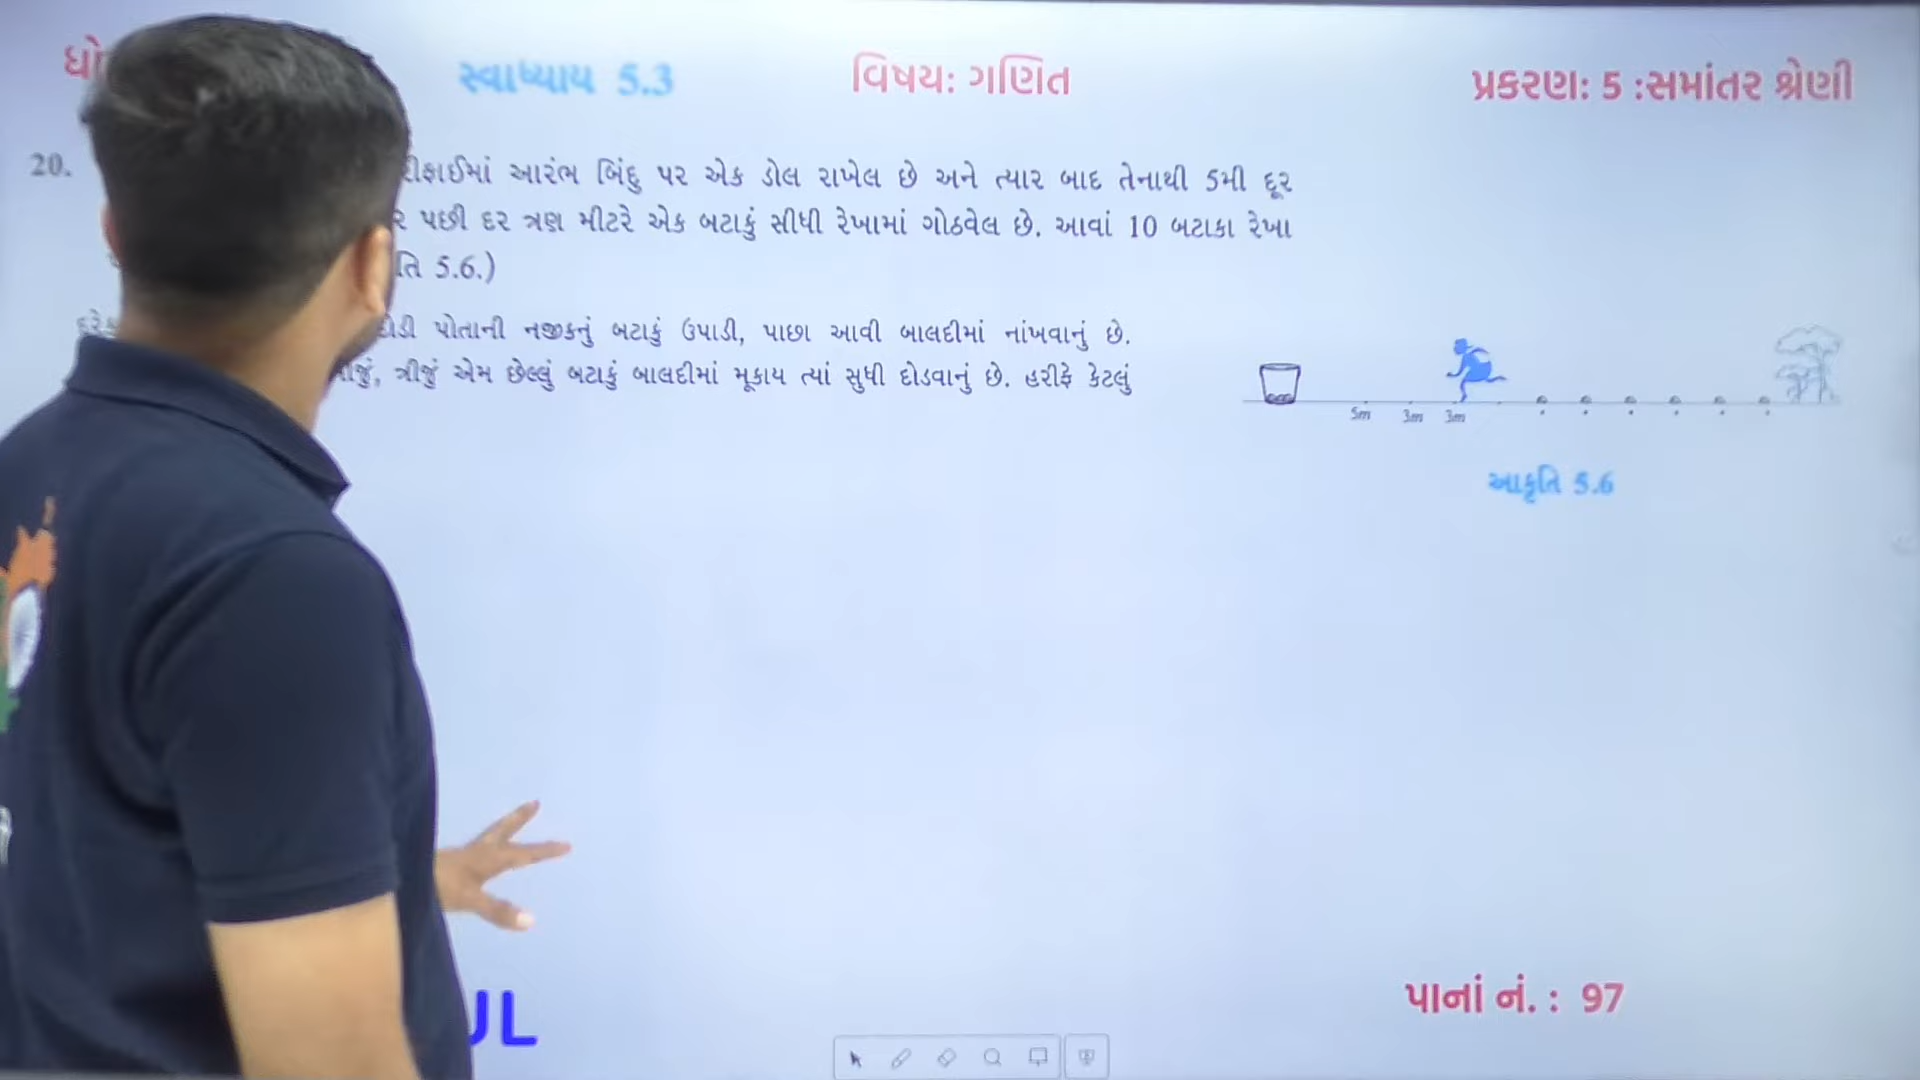 સ્વાધ્યાય 5.3
વિષય: ગણિત
પ્રકરણ: 5 :સમાંતર શ્રેણી
20.
આરંભ બિંદુ પર એક ડોલ રાખેલ છે અને ત્યાર બાદ તેનાથી 5મી દૂર
પછી દર ત્રણ મીટરે એક બટાકું સીધી રેખામાં ગોઠવેલ છે. આવાં 10 બટાકા રેખા
5.6.)
પોતાની નજીકનું બટાકું ઉપાડી, પાછા આવી બાલદીમાં નાંખવાનું છે.
ત્રીજું એમ છેલ્લું બટાકું બાલદીમાં મૂકાય ત્યાં સુધી દોડવાનું છે. હરીફે કેટલું
5m 3m 3m
આકૃતિ 5.6
પાનાં નં. : 97
UL